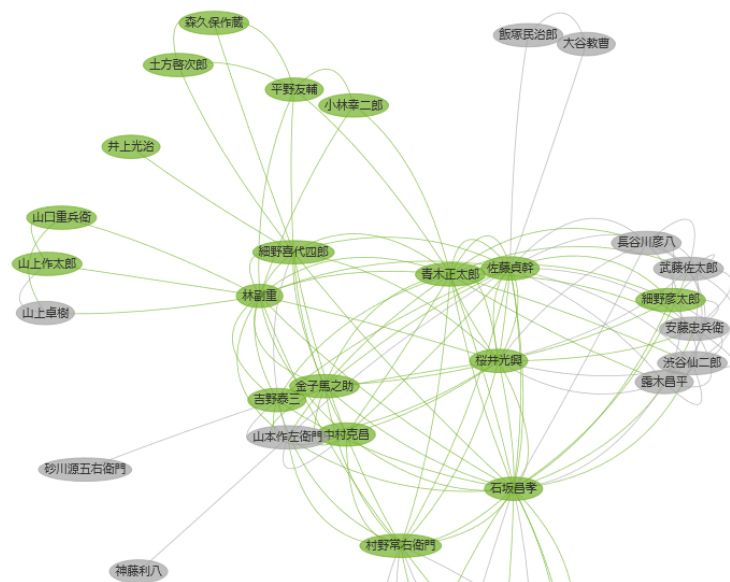 森久保作蔵
飯塚民治郎
大谷教曹
土方啓次郎
平野友輔
小林幸二郎
井上光治
山口重兵衛
長谷川彦八
細野喜代四郎
山上作太郎
青木正太郎
佐藤貞幹
武藤佐太郎
林副重
細野彦太郎
山上卓樹
安藤忠兵衛
桜井光興
渋谷仙二郎
露木昌平
金子馬之助
吉野泰三
山本作左衛門
中村克昌
砂川源五右衛門
石坂昌孝
村野常右衛門
神藤利八